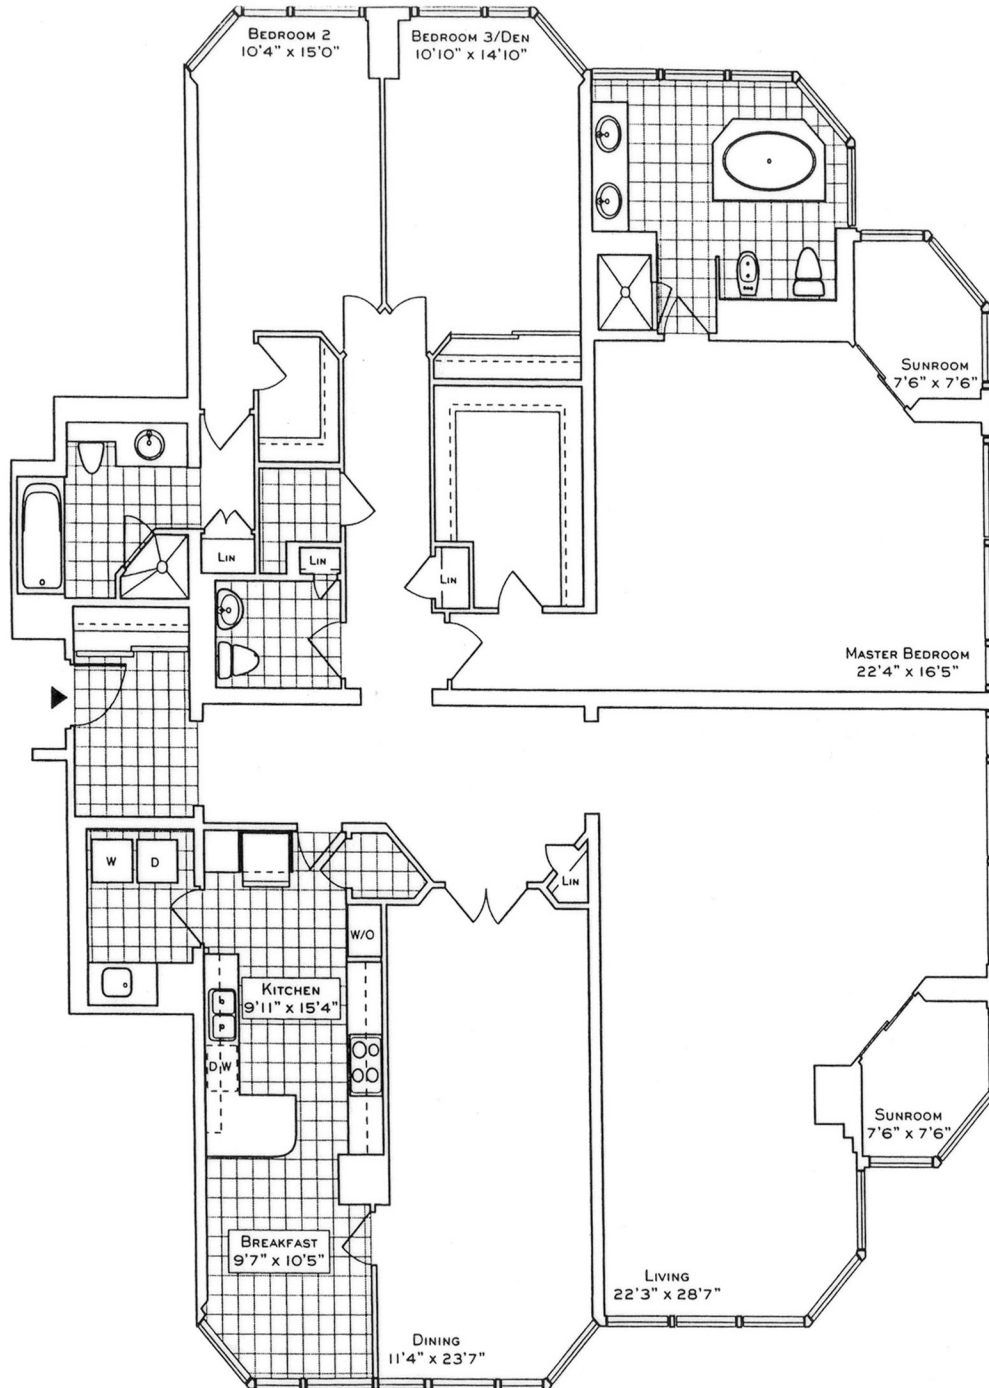 BEDROOM 2
10'4" x 15'0"
BEDROOM 3/DEN
10'10" x 14'10"
SUNROOM
7'6" x 7'6"
LIN
LIN
LIN
MASTER BEDROOM
22'4" x 16'5"
W
D
LIN
W/O
KITCHEN
9'11" x 15'4"
DW
SUNROOM
7'6" x 7'6"
BREAKFAST
9'7" x 10'5"
LIVING
22'3" x 28'7"
DINING
11'4" x 23'7"